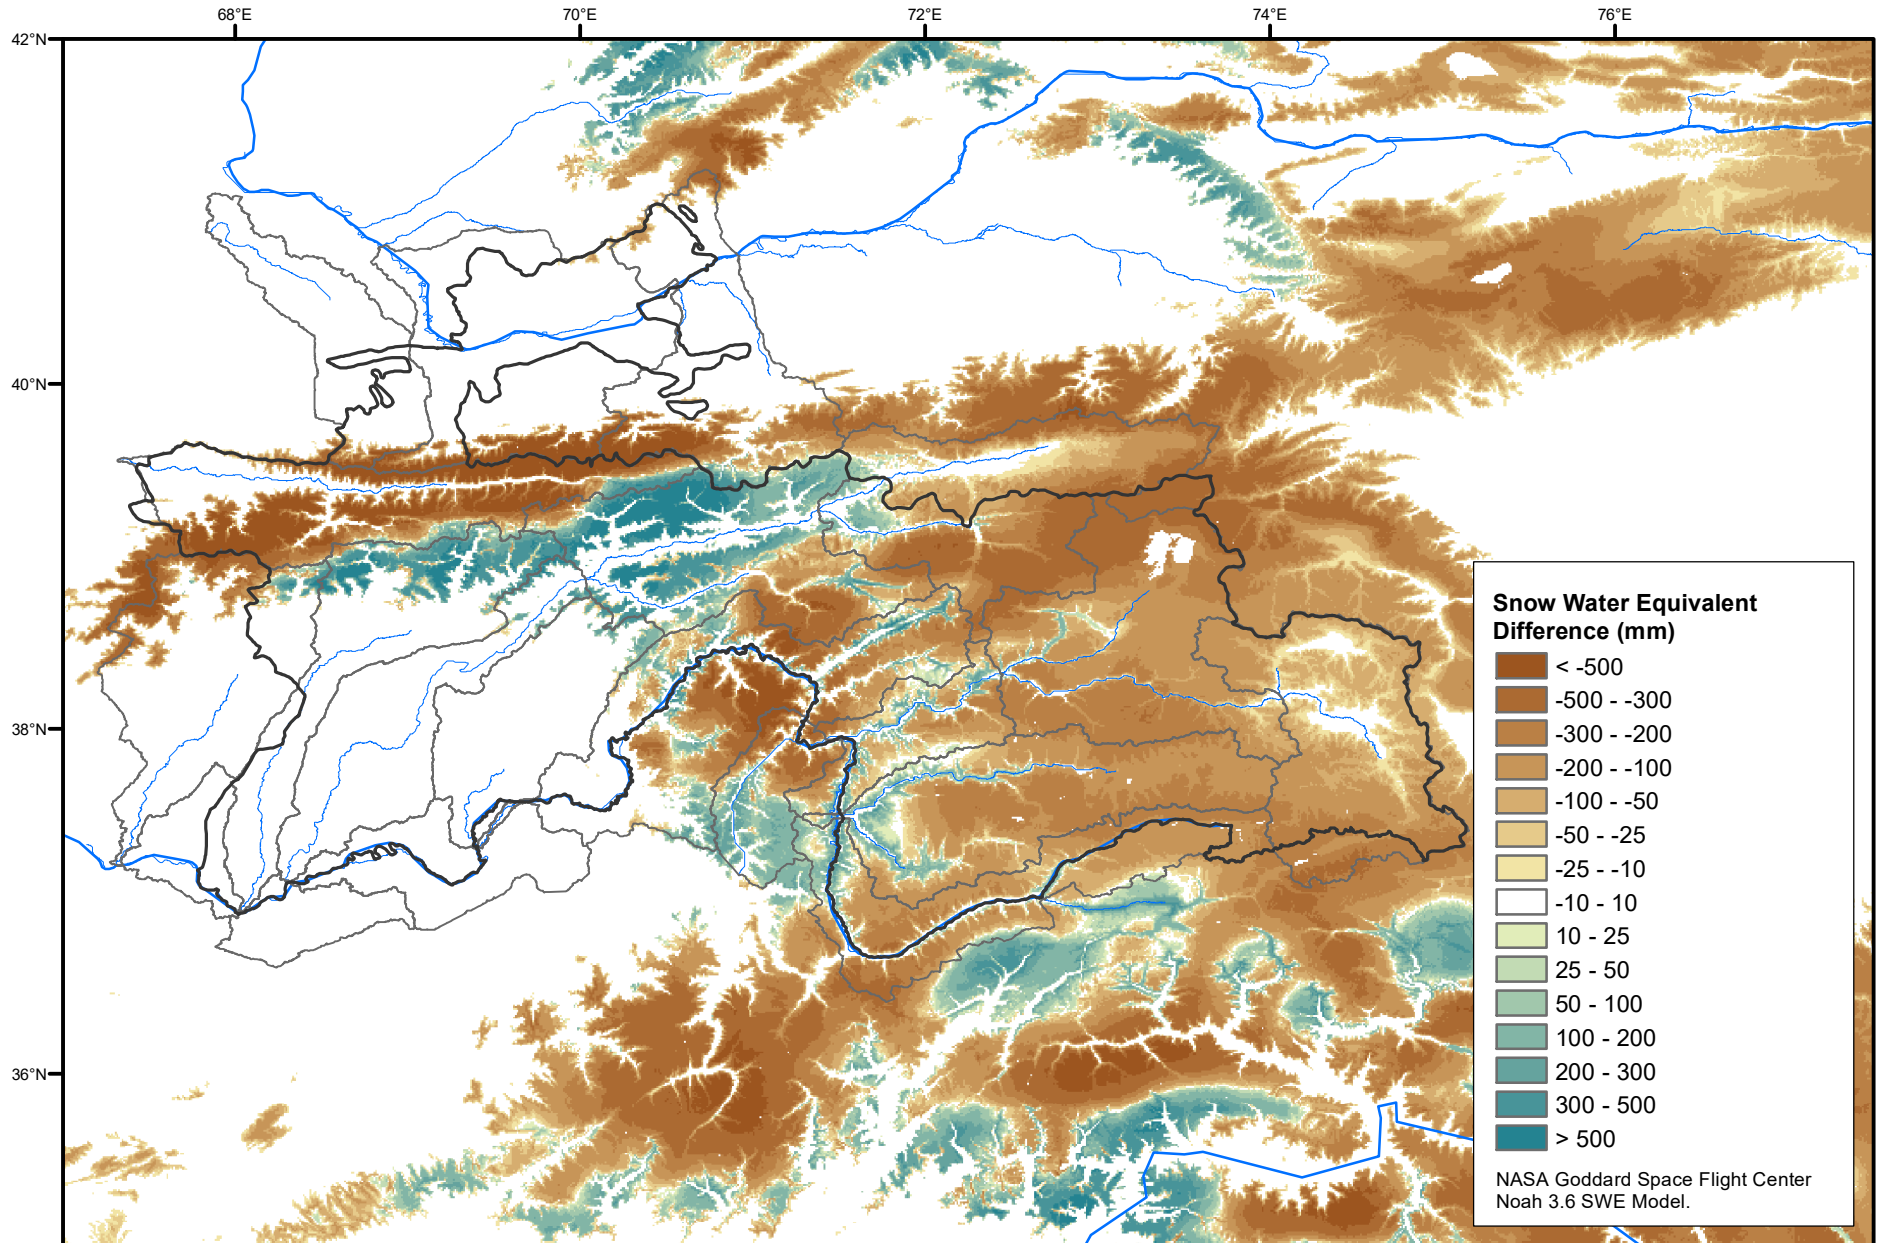 68°E 70°E 72°E 74°E 76°E
42°N
40°N
38°N
36°N
Snow Water Equivalent
Difference (mm)
< -500
-500 - -300
-300 - -200
-200 - -100
-100 - -50
-50 - -25
-25 - -10
-10 - 10
10 - 25
25 - 50
50 - 100
100 - 200
200 - 300
300 - 500
> 500
NASA Goddard Space Flight Center
Noah 3.6 SWE Model.